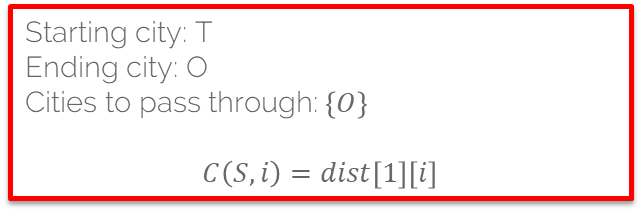 Starting city: T
Ending city: O
Cities to pass through: {O}
C(S, i) = dist[1][i]